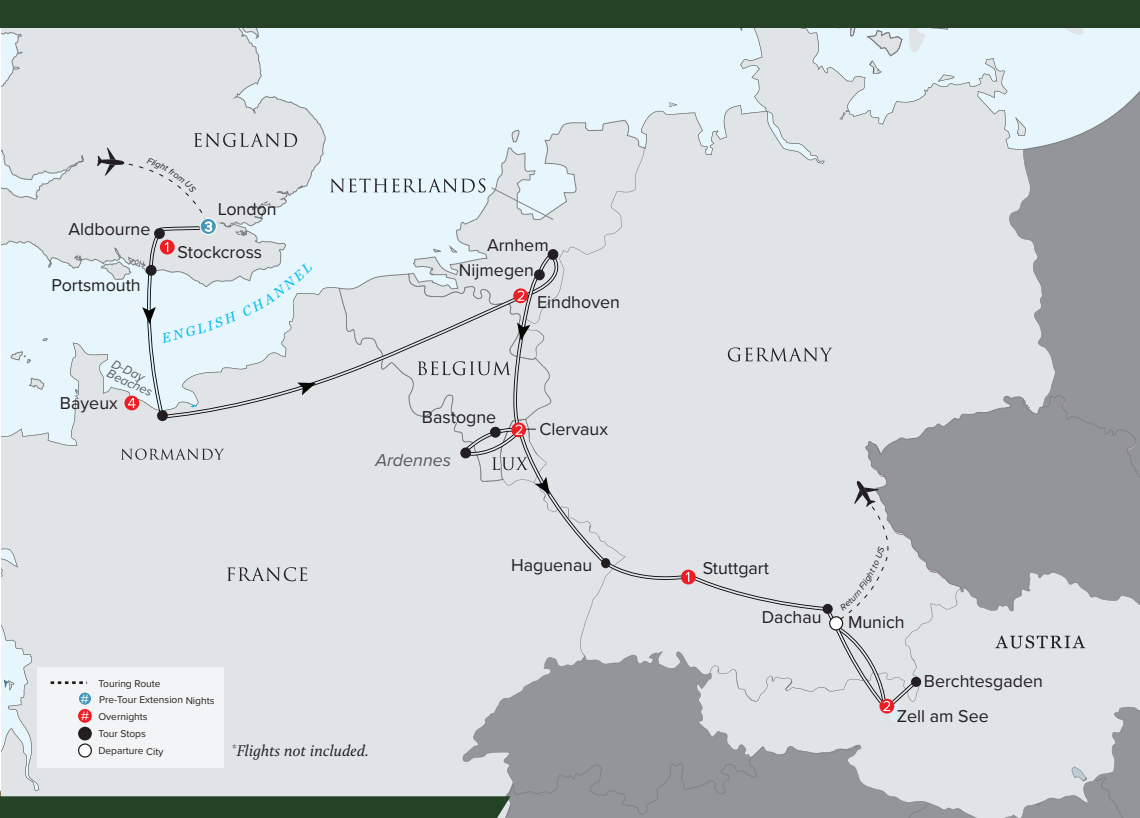 ENGLAND
Flight from US
NETHERLANDS
London
3
Aldbourne
1
Stockcross
Arnhem
Nijmegen
Portsmouth
2
Eindhoven
ENGLISH CHANNEL
GERMANY
BELGIUM
D-Day
Beaches
Bayeux
4
Bastogne
2
Clervaux
NORMANDY
Ardennes
LUX
Haguenau
FRANCE
1
Stuttgart
Return Flight to US
Dachau
Munich
AUSTRIA
Berchtesgaden
2
Zell am See
Touring Route
# Pre-Tour Extension Nights
# Overnights
Tour Stops
Departure City
*Flights not included.